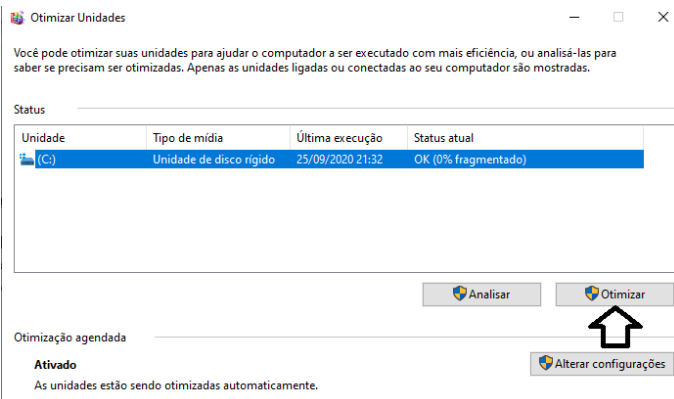 Otimizar Unidades
Você pode otimizar suas unidades para ajudar o computador a ser executado com mais eficiência, ou analisá-las para
saber se precisam ser otimizadas. Apenas as unidades ligadas ou conectadas ao seu computador são mostradas.
Status
Unidade Tipo de mídia Última execução Status atual
(C:) Unidade de disco rígido 25/09/2020 21:32 OK (0% fragmentado)
Analisar Otimizar
Otimização agendada
Ativado Alterar configurações
As unidades estão sendo otimizadas automaticamente.